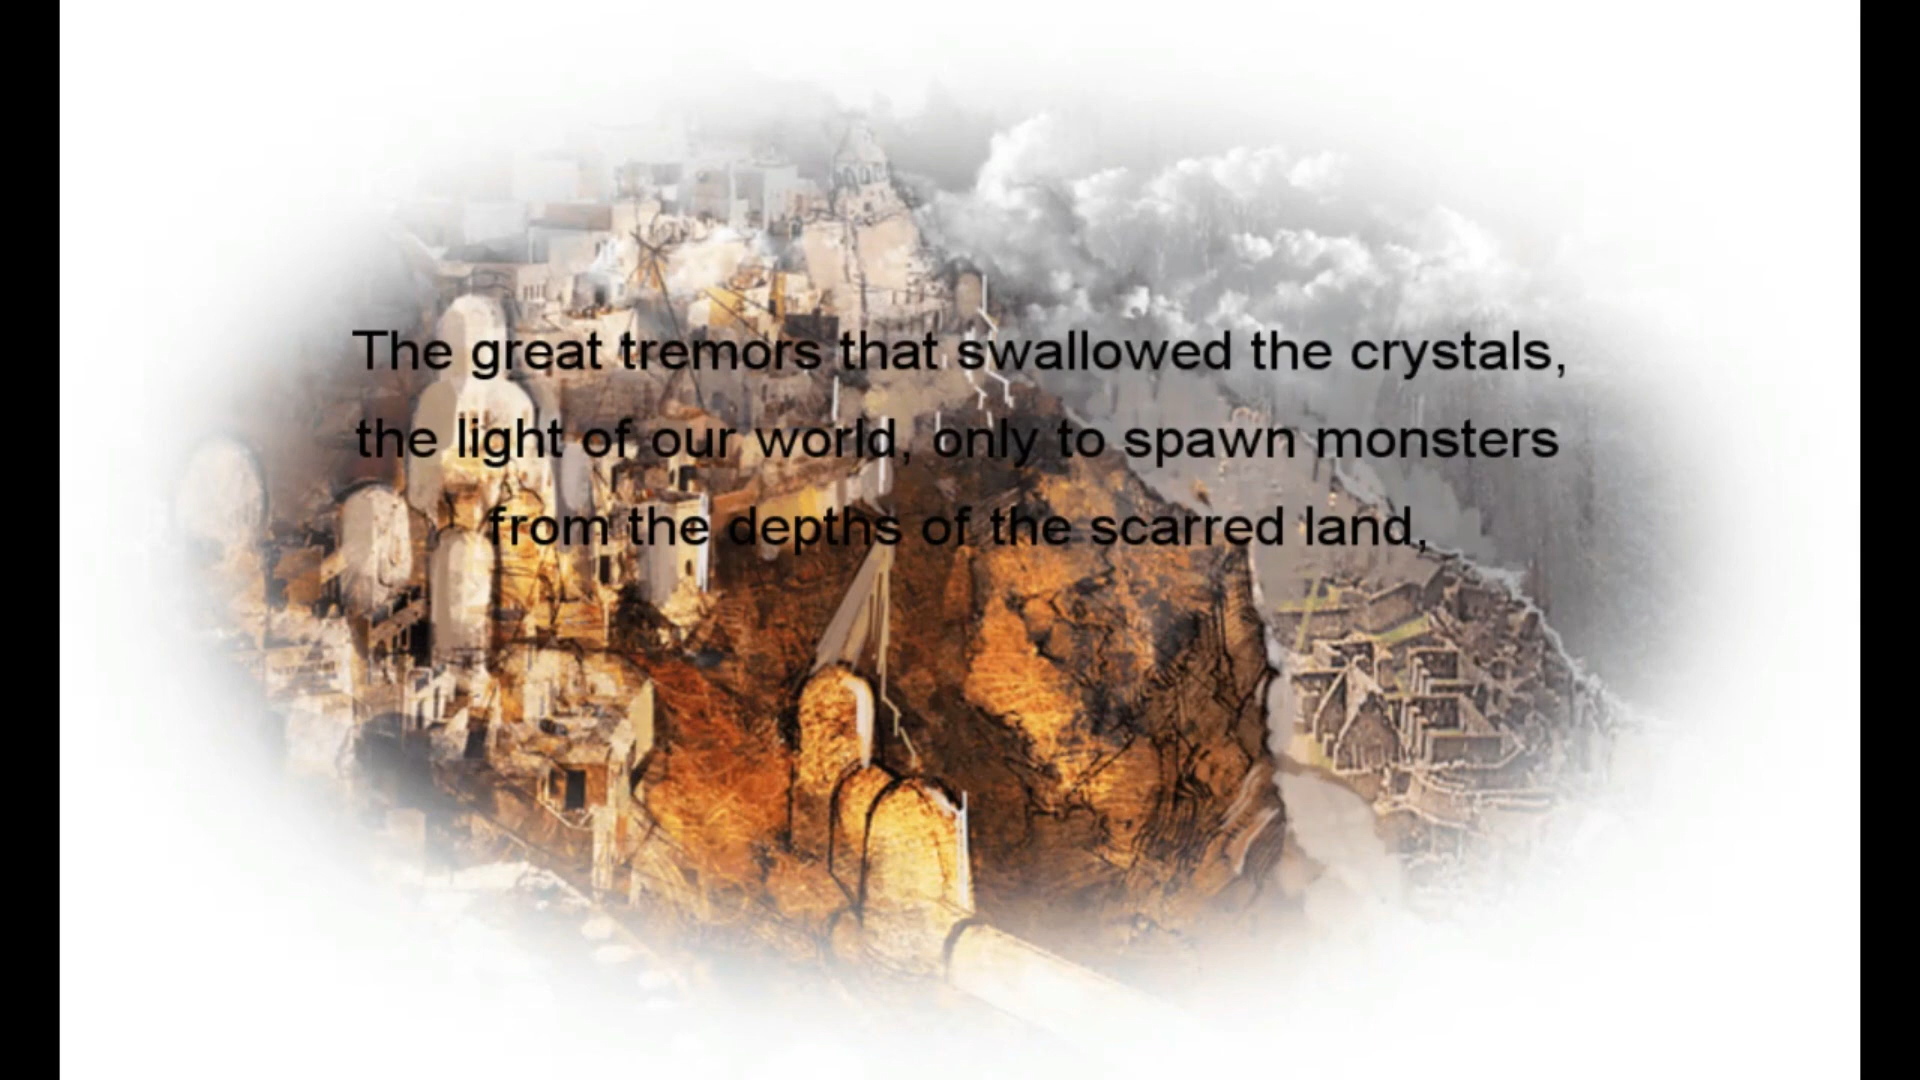 The great tremors that swallowed the crystals,
the light of our world, only to spawn monsters
from the depths of the scarred land,